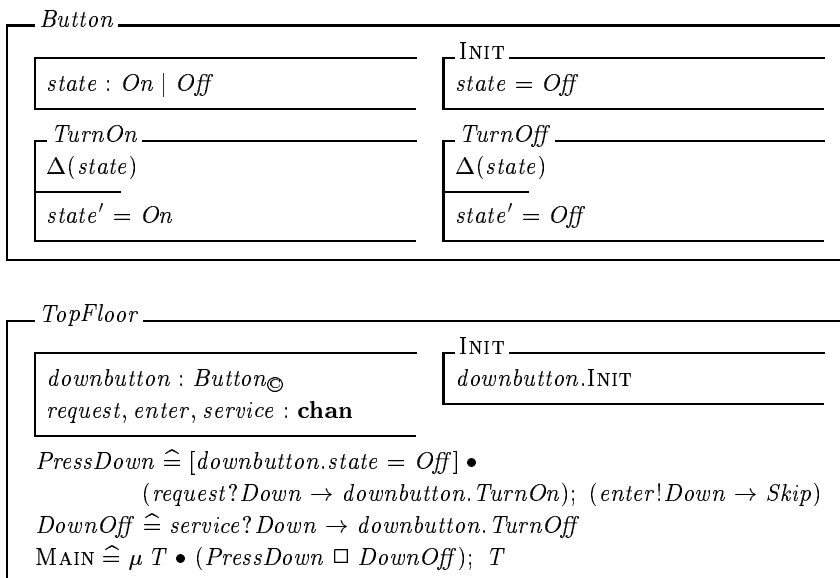 Button
state : On | Off
INIT
state = Off
TurnOn
Δ(state)
state′ = On
TurnOff
Δ(state)
state′ = Off
TopFloor
downbutton : Button©
request, enter, service : chan
INIT
downbutton.INIT
PressDown ≙ [downbutton.state = Off] •
(request?Down → downbutton.TurnOn); (enter!Down → Skip)
DownOff ≙ service?Down → downbutton.TurnOff
MAIN ≙ μ T • (PressDown □ DownOff); T